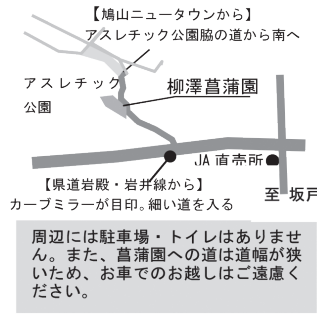 【鳩山ニュータウンから】
アスレチック公園脇の道から南へ
アスレチック
公園
柳澤菖蒲園
JA 直売所
【県道岩殿・岩井線から】
至 坂戸
カーブミラーが目印。細い道を入る
周辺には駐車場・トイレはありませ
ん。また、菖蒲園への道は道幅が狭
いため、お車でのお越しはご遠慮く
ださい。